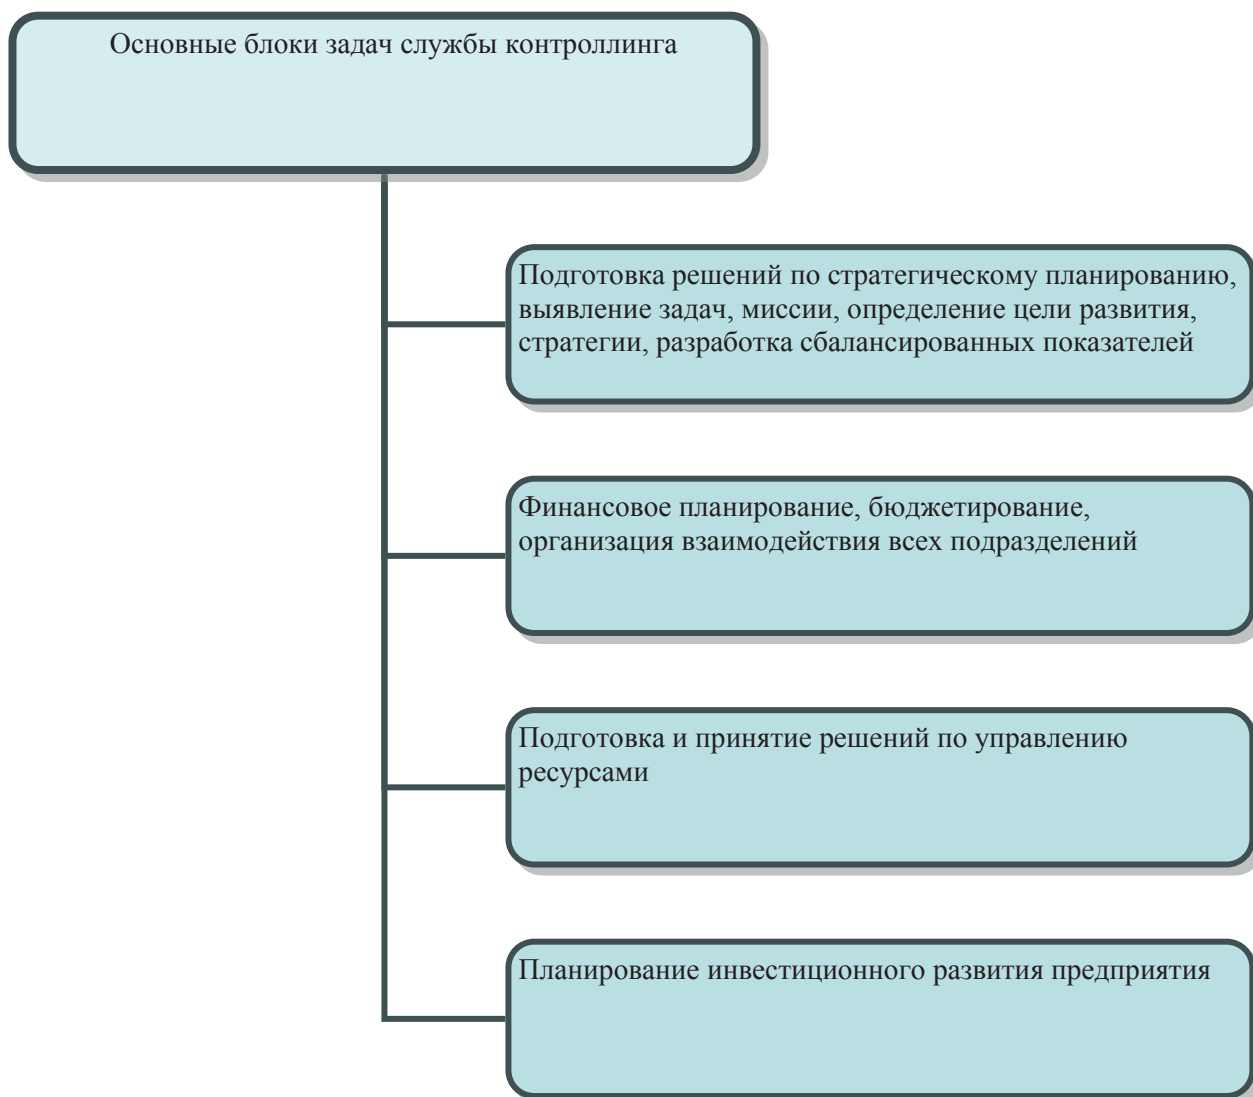 Основные блоки задач службы контроллинга
Подготовка решений по стратегическому планированию,
выявление задач, миссии, определение цели развития,
стратегии, разработка сбалансированных показателей
Финансовое планирование, бюджетирование,
организация взаимодействия всех подразделений
Подготовка и принятие решений по управлению
ресурсами
Планирование инвестиционного развития предприятия